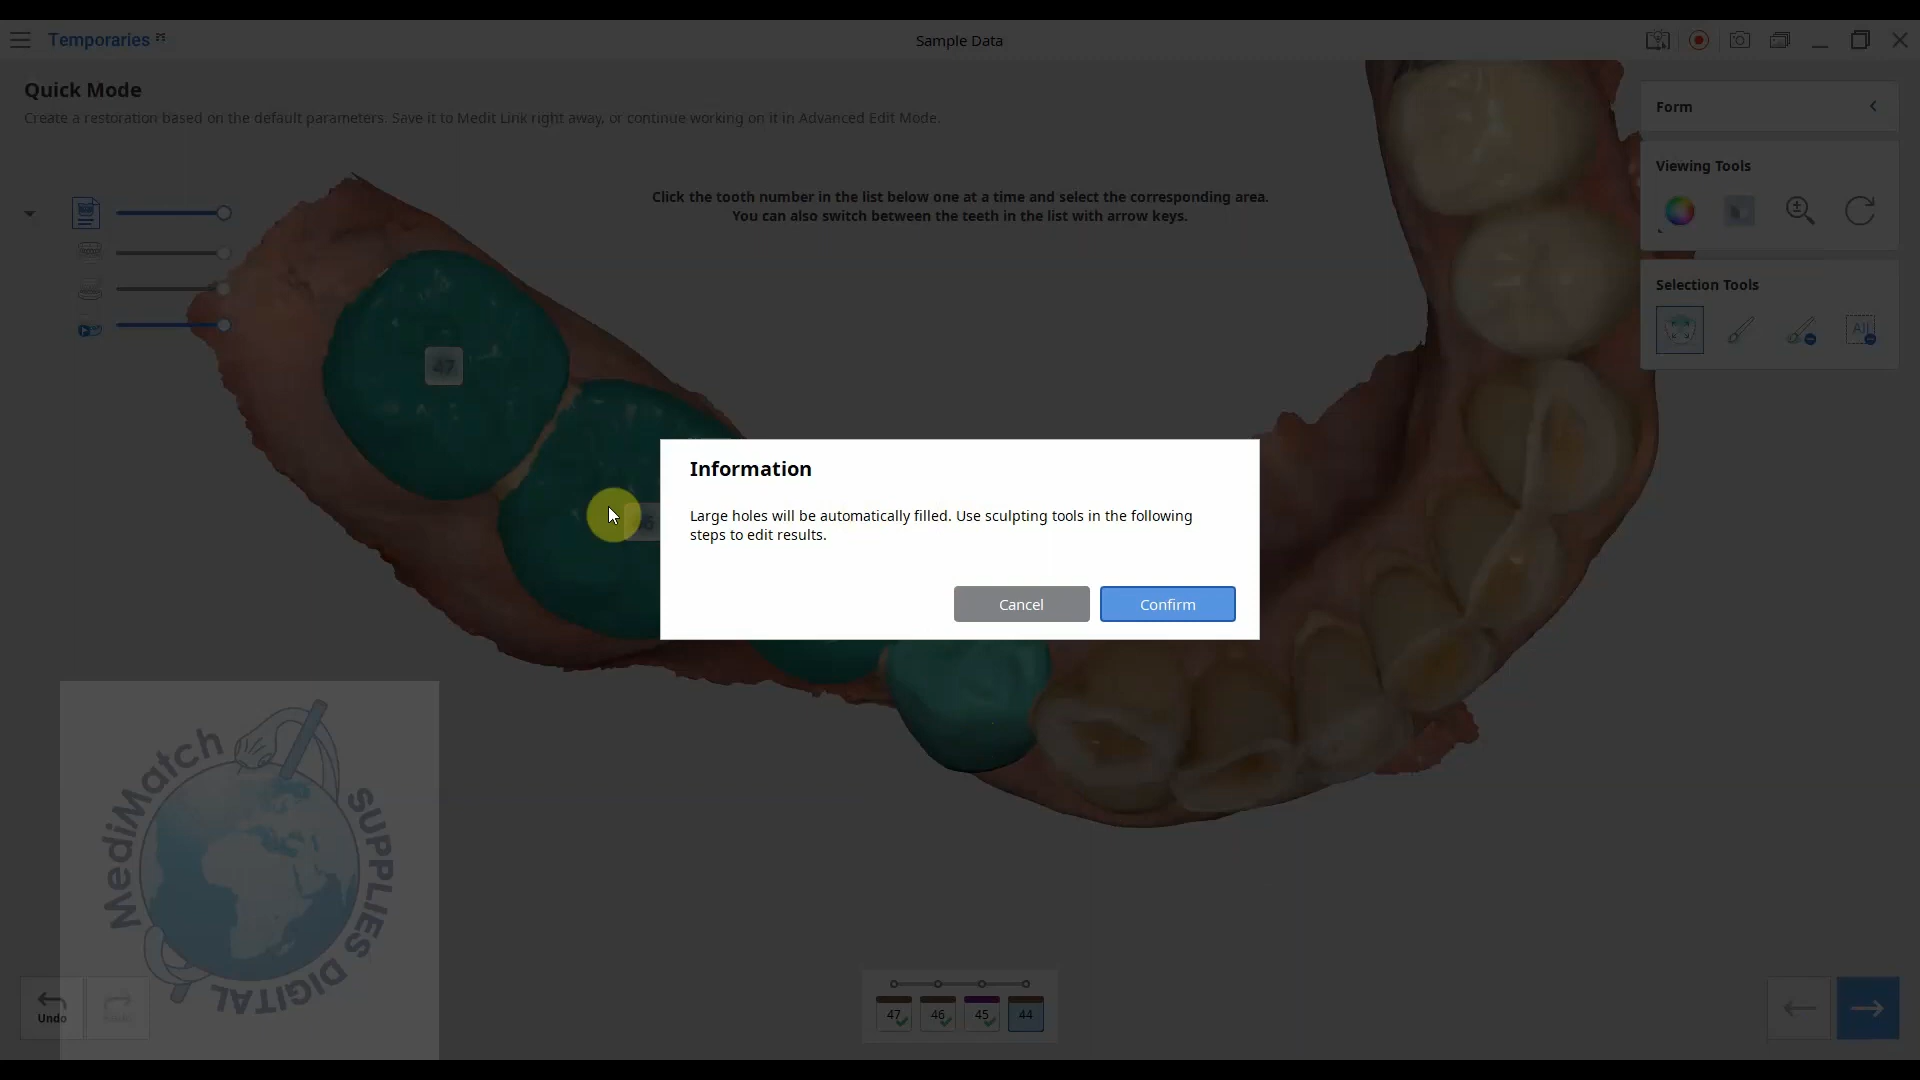 Temporaries
Sample Data
Quick Mode
Create a restoration based on the default parameters. Save it to Medit Link right away, or continue working on it in Advanced Edit Mode.
Form
Click the tooth number in the list below one at a time and select the corresponding area.
You can also switch between the teeth in the list with arrow keys.
Viewing Tools
Selection Tools
All
47
Information
Large holes will be automatically filled. Use sculpting tools in the following
steps to edit results.
Cancel
Confirm
MediMatch
DIGITAL
SUPPLIES
Undo
47
46
45
44